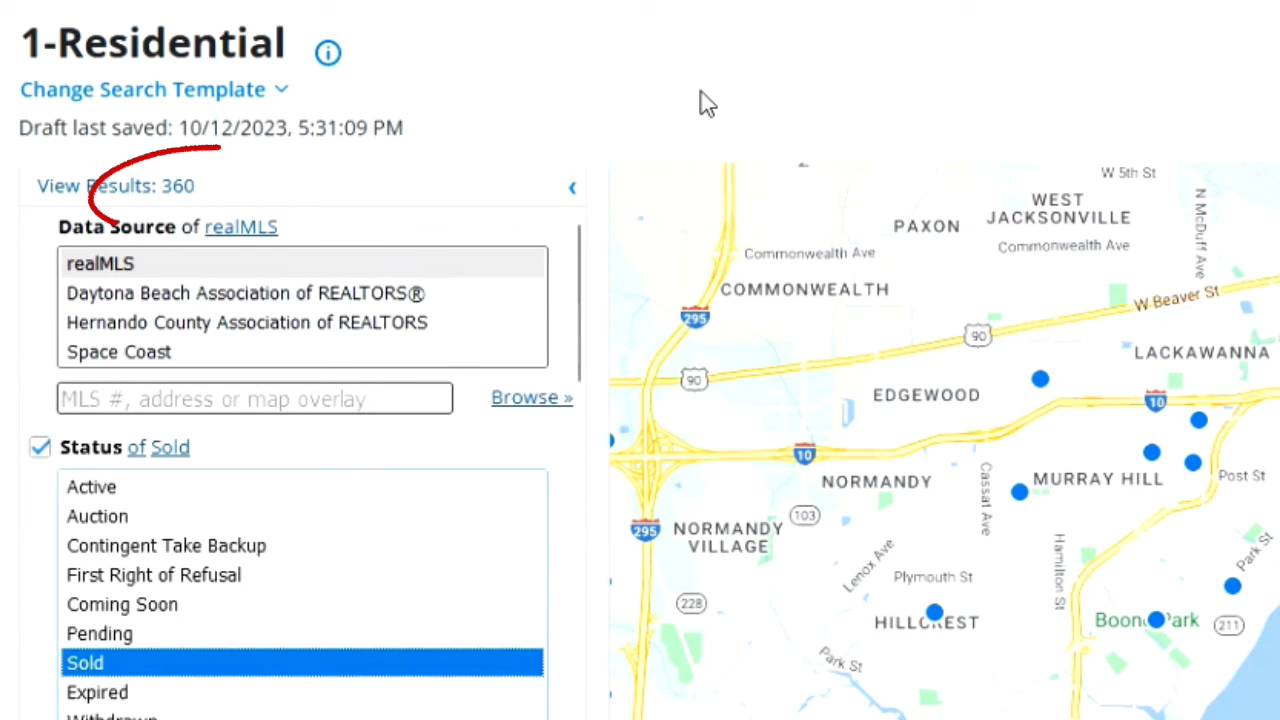 1-Residential
Change Search Template
Draft last saved: 10/12/2023, 5:31:09 PM
View Results: 360
Data Source of realMLS
realMLS
Daytona Beach Association of REALTORS®
Hernando County Association of REALTORS
Space Coast
MLS #, address or map overlay
Browse »
Status of Sold
Active
Auction
Contingent Take Backup
First Right of Refusal
Coming Soon
Pending
Sold
Expired
Withdrawn
W 5th St
WEST
JACKSONVILLE
PAXON
N McDuff Ave
Commonwealth Ave
Commonwealth Ave
COMMONWEALTH
W Beaver St
295
90
LACKAWANNA
90
EDGEWOOD
10
10
NORMANDY
Cassat Ave
MURRAY HILL
Post St
103
295
NORMANDY
VILLAGE
Lenox Ave
Hamilton St
Park St
Plymouth St
228
HILLCREST
Boone Park
211
Park St